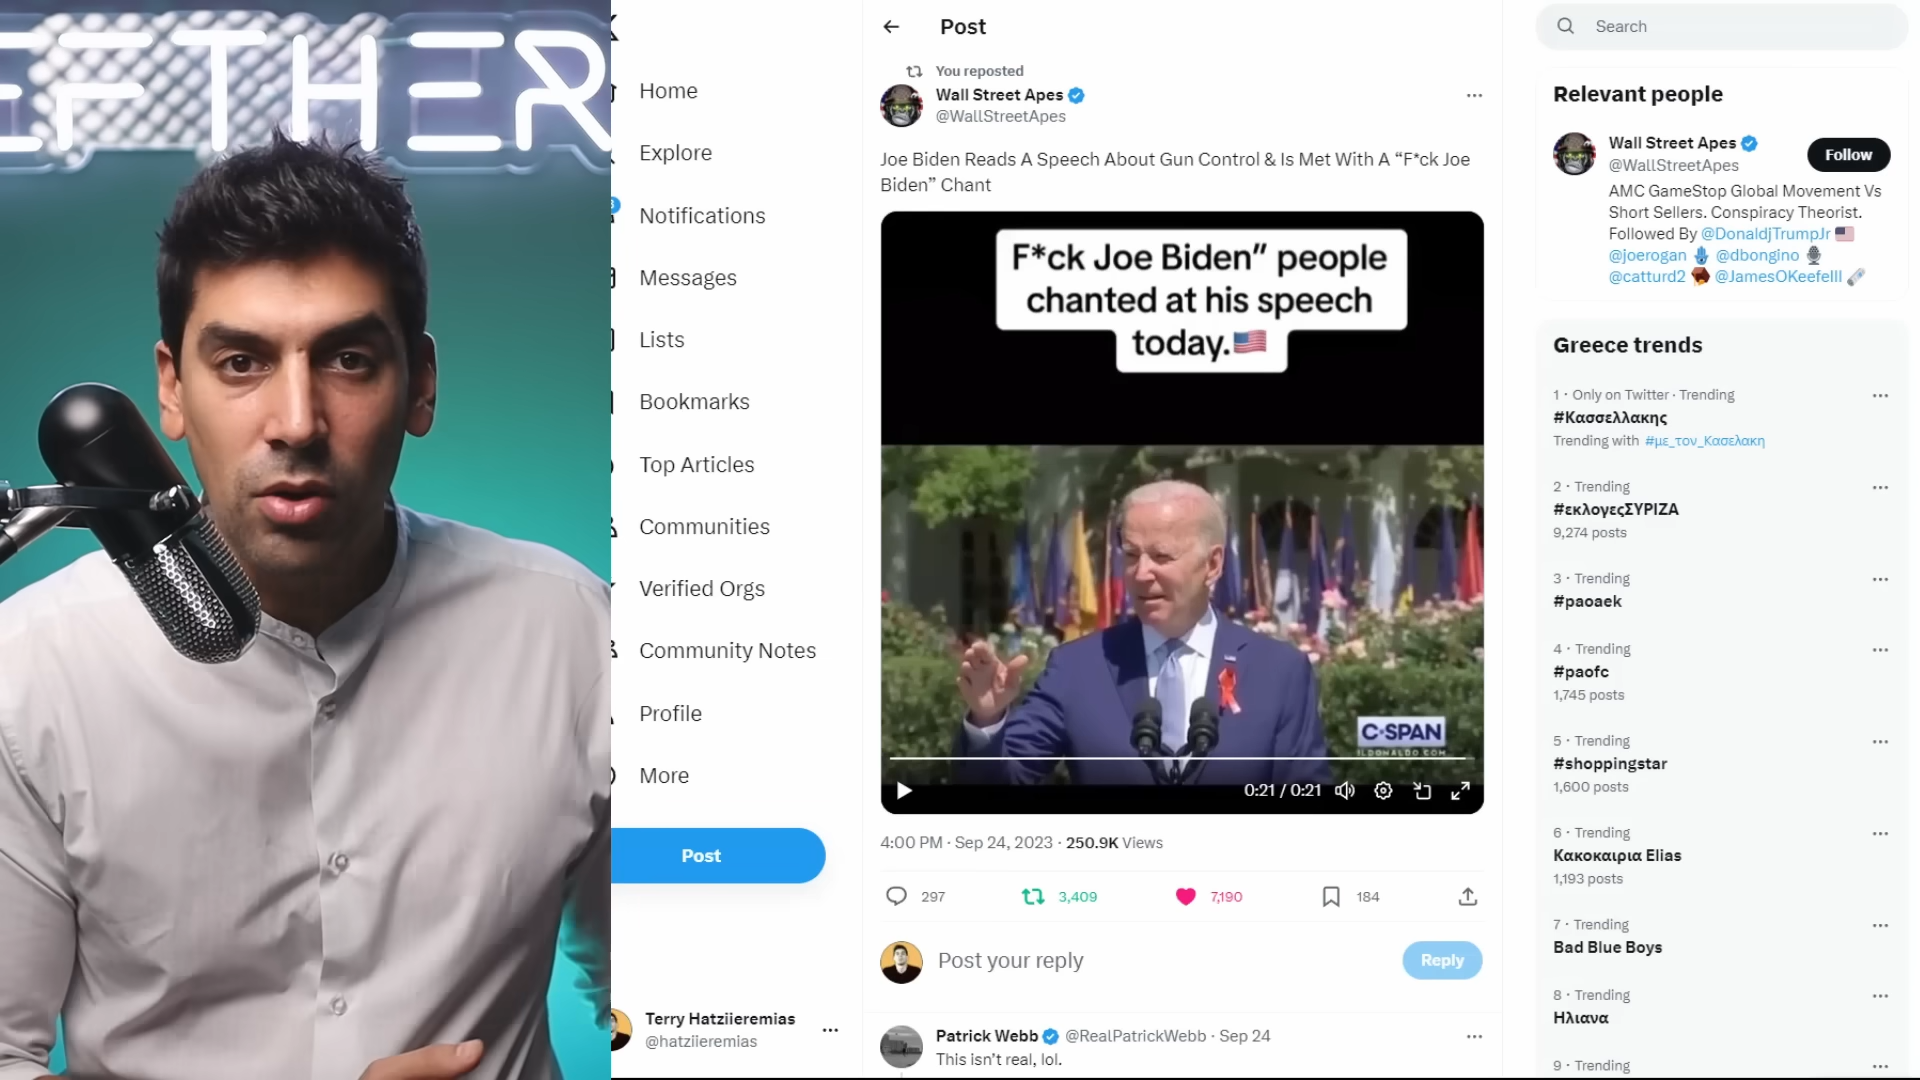 EFTHER
Home
Explore
Notifications
Messages
Lists
Bookmarks
Top Articles
Communities
Verified Orgs
Community Notes
Profile
More
Post
Terry Hatziieremias
@hatziieremias
Post
You reposted
Wall Street Apes
@WallStreetApes
Joe Biden Reads A Speech About Gun Control & Is Met With A “F*ck Joe
Biden” Chant
F*ck Joe Biden” people
chanted at his speech
today.🇺🇸
C-SPAN
ILDONALDO.COM
0:21 / 0:21
4:00 PM · Sep 24, 2023 · 250.9K Views
297
3,409
7,190
184
Post your reply
Reply
Patrick Webb @RealPatrickWebb · Sep 24
This isn’t real, lol.
Search
Relevant people
Wall Street Apes
@WallStreetApes
Follow
AMC GameStop Global Movement Vs
Short Sellers. Conspiracy Theorist.
Followed By @DonaldjTrumpJr 🇺🇸
@joerogan @dbongino
@catturd2 @JamesOKeefeIII
Greece trends
1 · Only on Twitter · Trending
#Κασσελλακης
Trending with #με_τον_Κασελακη
2 · Trending
#εκλογεςΣΥΡΙΖΑ
9,274 posts
3 · Trending
#paoaek
4 · Trending
#paofc
1,745 posts
5 · Trending
#shoppingstar
1,600 posts
6 · Trending
Κακοκαιρια Elias
1,193 posts
7 · Trending
Bad Blue Boys
8 · Trending
Ηλιανα
9 · Trending